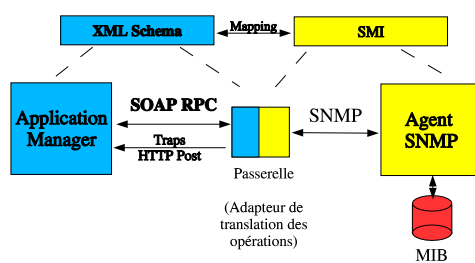 XML Schema
Mapping
SMI
Application
Manager
SOAP RPC
Traps
HTTP Post
SNMP
Agent
SNMP
Passerelle
(Adapteur de
translation des
opérations)
MIB